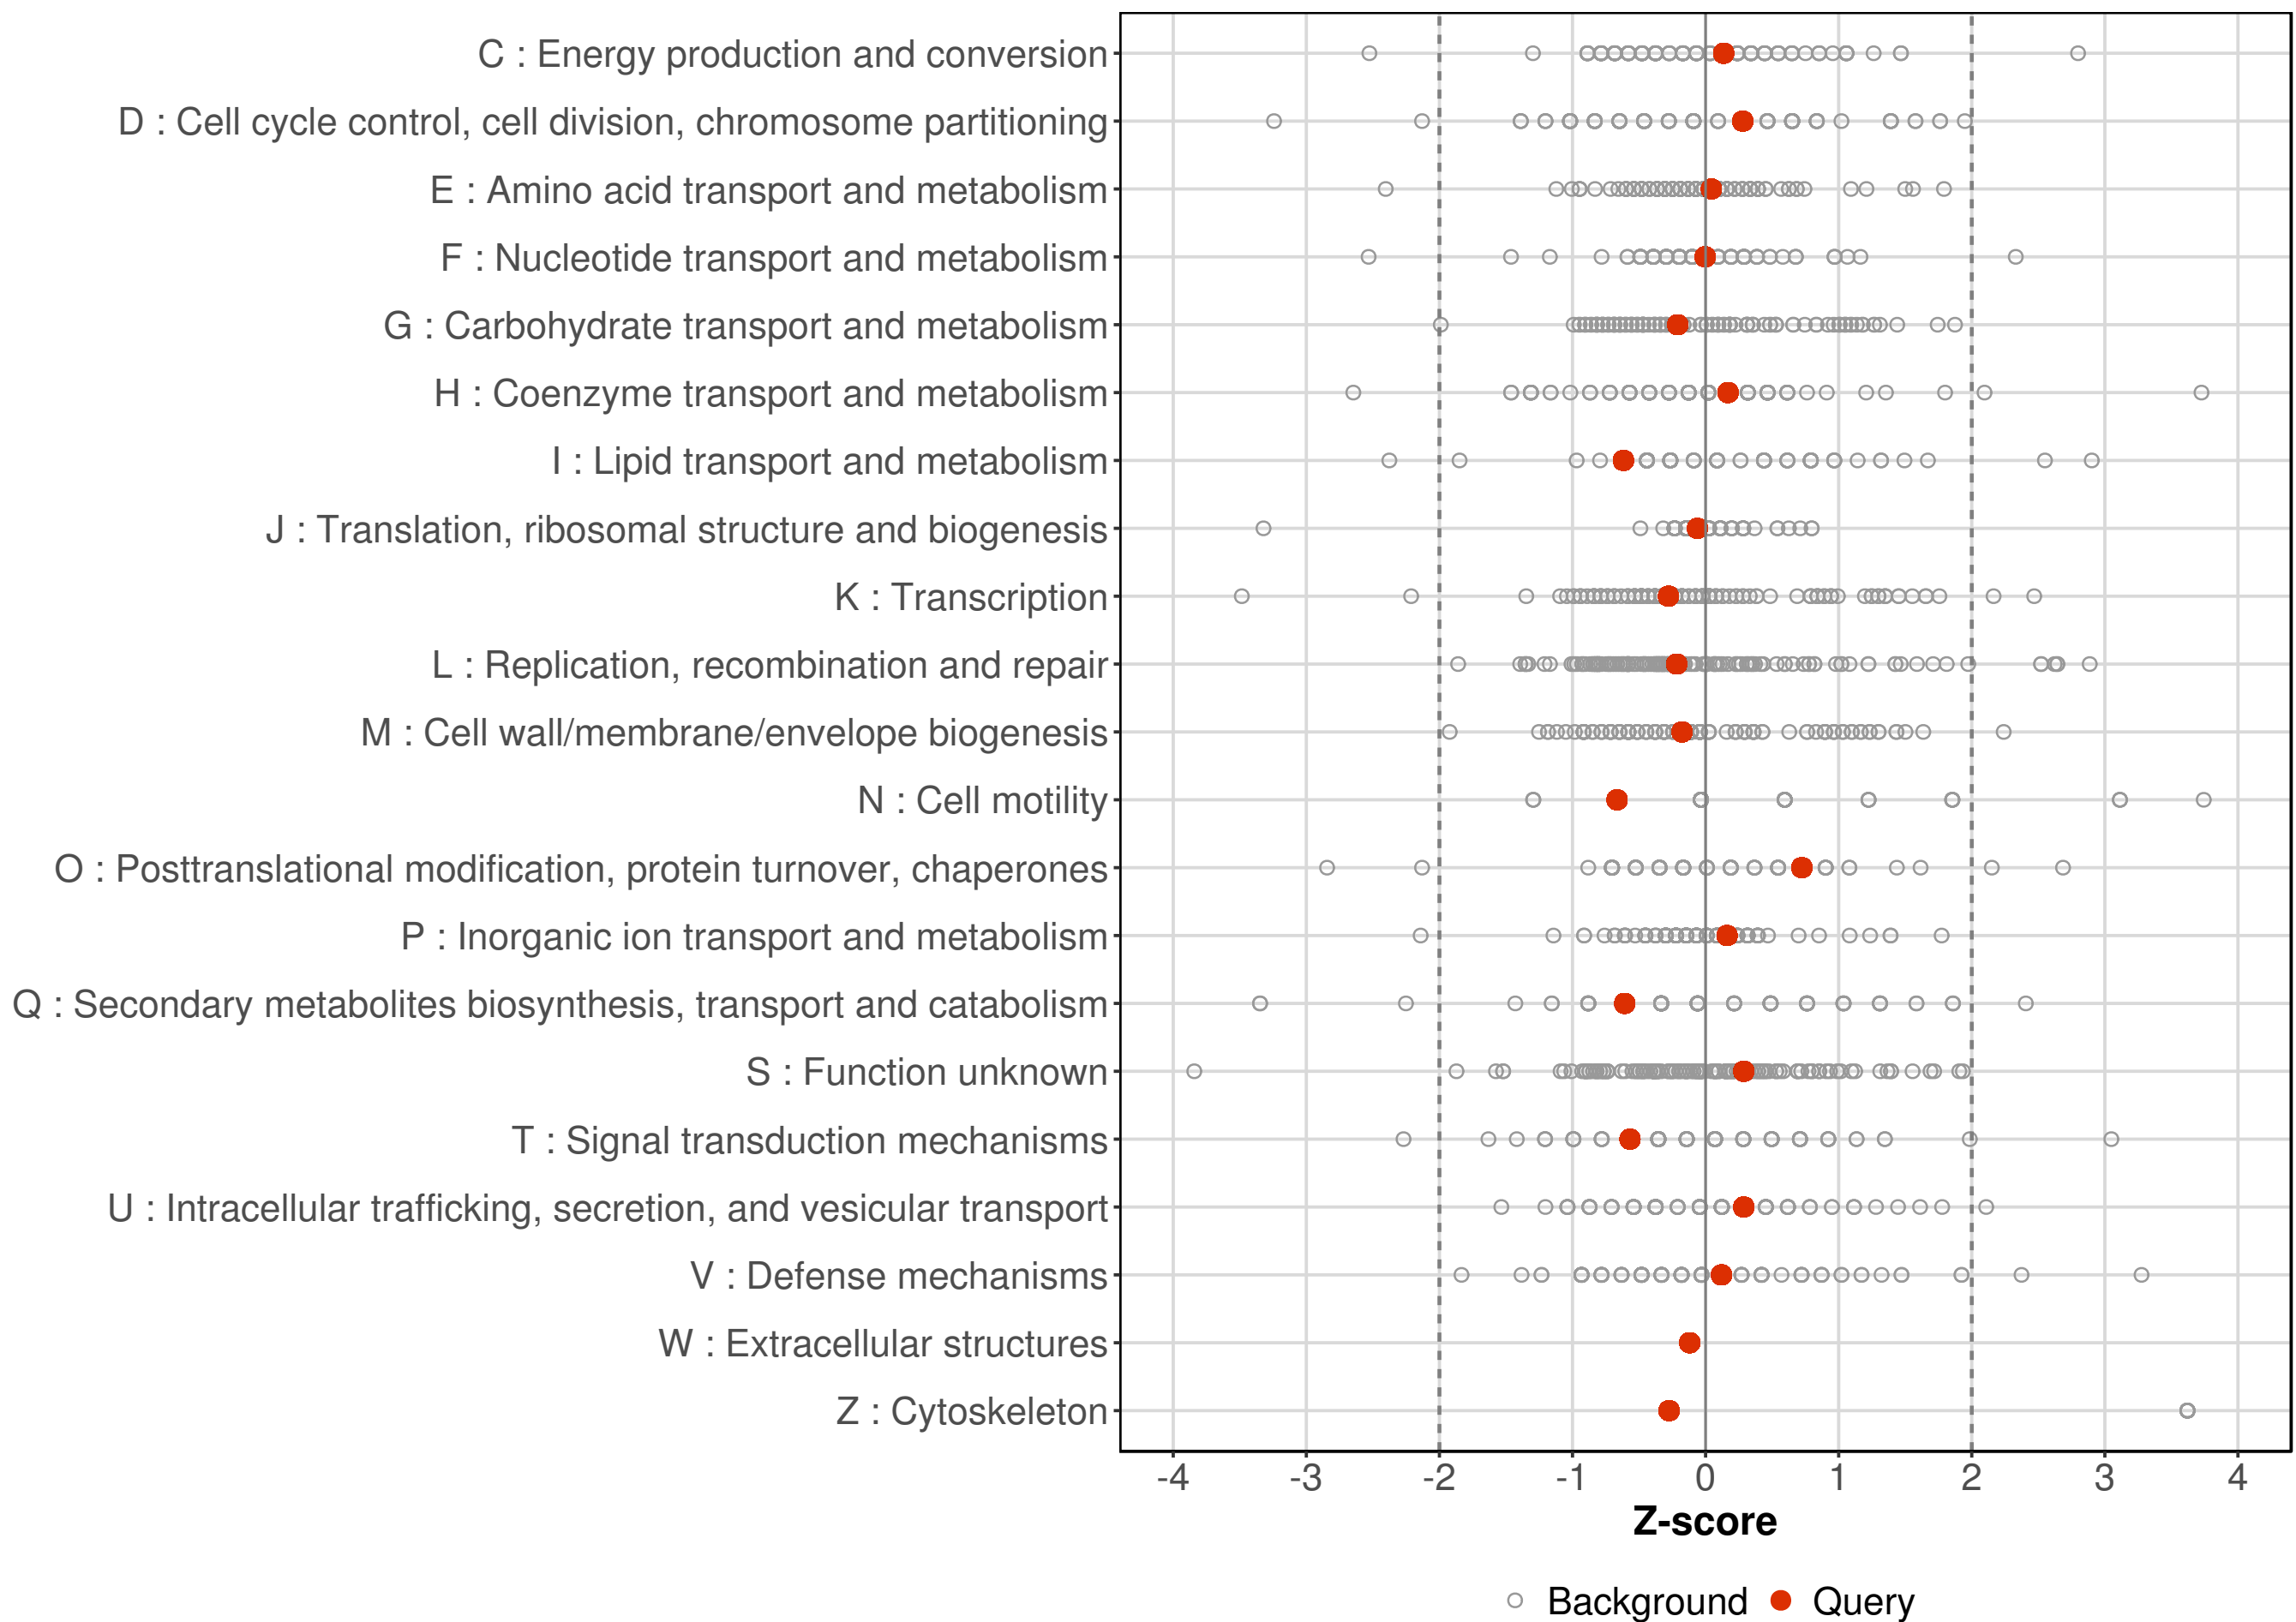 C : Energy production and conversion
D : Cell cycle control, cell division, chromosome partitioning
E : Amino acid transport and metabolism
F : Nucleotide transport and metabolism
G : Carbohydrate transport and metabolism
H : Coenzyme transport and metabolism
I : Lipid transport and metabolism
J : Translation, ribosomal structure and biogenesis
K : Transcription
L : Replication, recombination and repair
M : Cell wall/membrane/envelope biogenesis
N : Cell motility
O : Posttranslational modification, protein turnover, chaperones
P : Inorganic ion transport and metabolism
Q : Secondary metabolites biosynthesis, transport and catabolism
S : Function unknown
T : Signal transduction mechanisms
U : Intracellular trafficking, secretion, and vesicular transport
V : Defense mechanisms
W : Extracellular structures
Z : Cytoskeleton
-4 -3 -2 -1 0 1 2 3 4
Z-score
Background Query